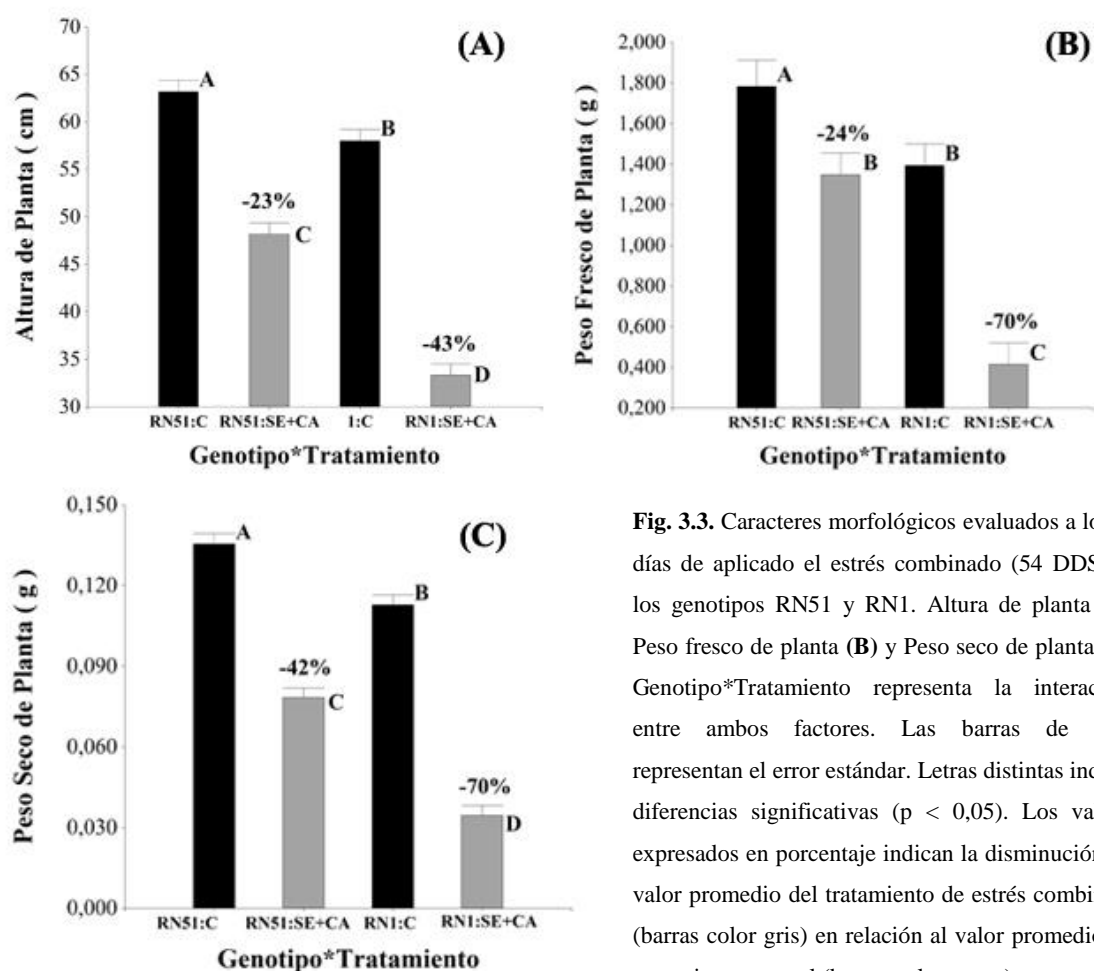 (A)
70
65
60
55
50
45
40
35
30
Altura de Planta ( cm )
A
-23%
C
B
-43%
D
RN51:C RN51:SE+CA 1:C RN1:SE+CA
Genotipo*Tratamiento
(B)
2,000
1,800
1,600
1,400
1,200
1,000
0,800
0,600
0,400
0,200
Peso Fresco de Planta ( g )
A
-24%
B
B
-70%
C
RN51:C RN51:SE+CA RN1:C RN1:SE+CA
Genotipo*Tratamiento
(C)
0,150
0,120
0,090
0,060
0,030
0,000
Peso Seco de Planta ( g )
A
-42%
C
B
-70%
D
RN51:C RN51:SE+CA RN1:C RN1:SE+CA
Genotipo*Tratamiento
Fig. 3.3. Caracteres morfológicos evaluados a lo
días de aplicado el estrés combinado (54 DDS
los genotipos RN51 y RN1. Altura de planta
Peso fresco de planta (B) y Peso seco de planta
Genotipo*Tratamiento representa la interac
entre ambos factores. Las barras de
representan el error estándar. Letras distintas ind
diferencias significativas (p < 0,05). Los va
expresados en porcentaje indican la disminución
valor promedio del tratamiento de estrés combin
(barras color gris) en relación al valor promedio